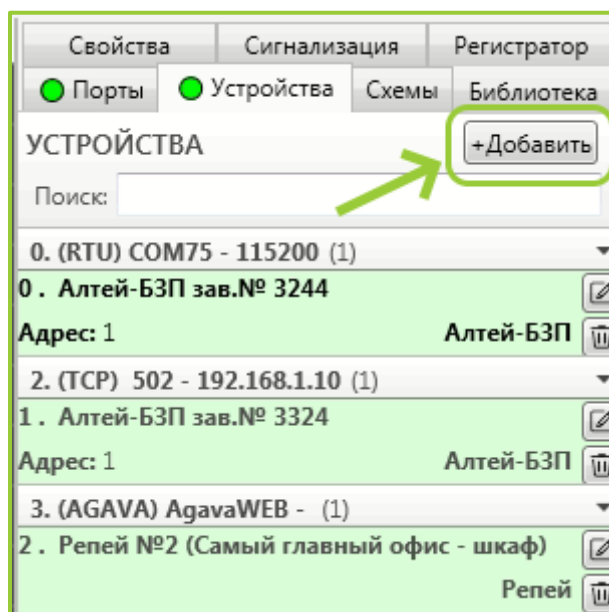 Свойства Сигнализация Регистратор
Порты Устройства Схемы Библиотека
УСТРОЙСТВА +Добавить
Поиск:
0. (RTU) COM75 - 115200 (1)
0 . Алтей-БЗП зав.№ 3244
Адрес: 1 Алтей-БЗП
2. (TCP) 502 - 192.168.1.10 (1)
1 . Алтей-БЗП зав.№ 3324
Адрес: 1 Алтей-БЗП
3. (AGAVA) AgavaWEB - (1)
2 . Репей №2 (Самый главный офис - шкаф)
Репей